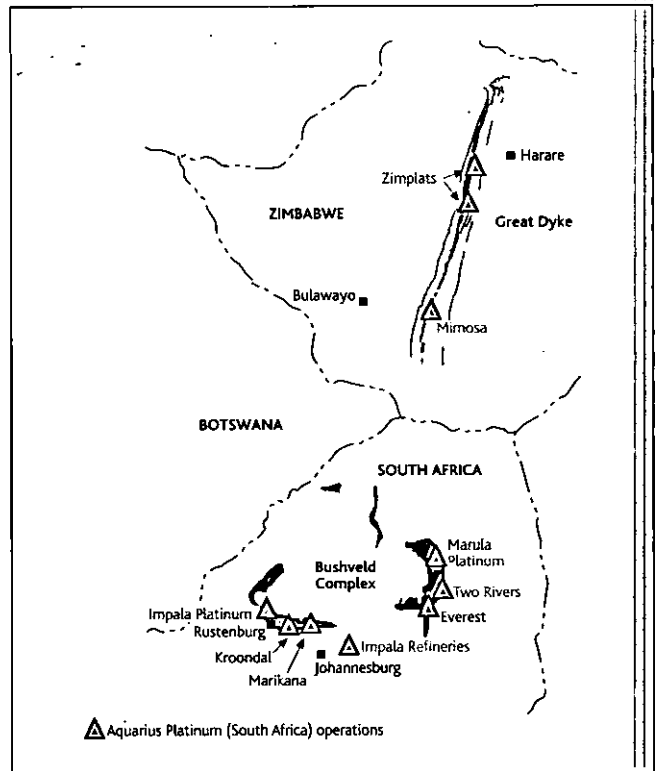 Harare
Zimplats
ZIMBABWE
Great Dyke
Bulawayo
Mimosa
BOTSWANA
SOUTH AFRICA
Marula
Platinum
Bushveld
Complex
Two Rivers
Impala Platinum
Everest
Rustenburg
Impala Refineries
Kroondal
Johannesburg
Marikana
Aquarius Platinum (South Africa) operations